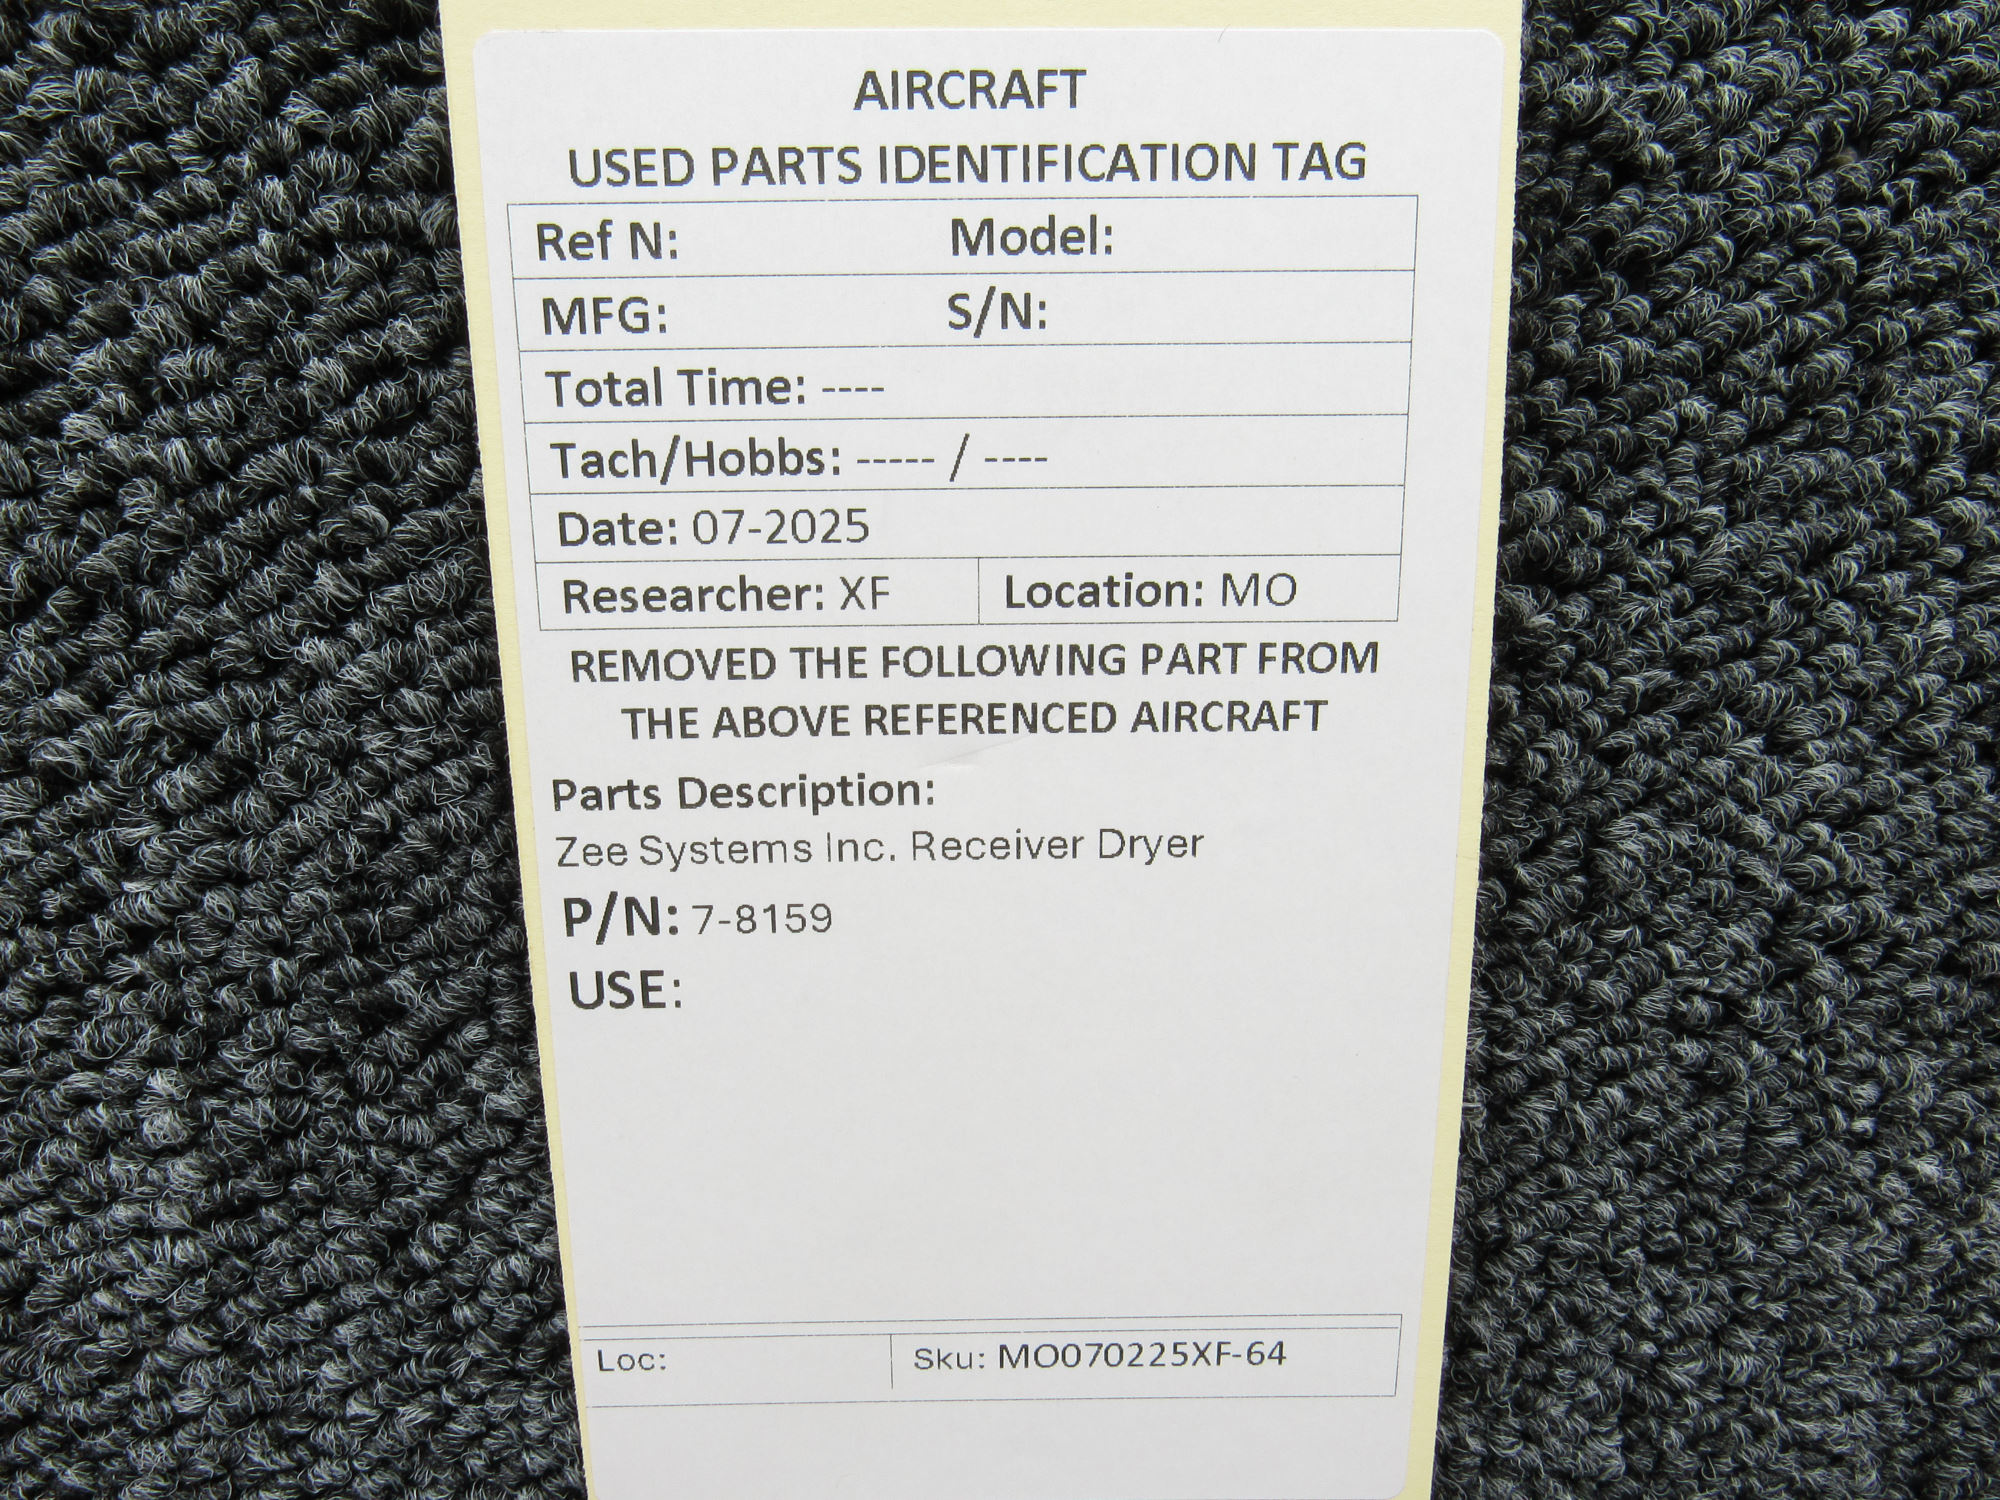 AIRCRAFT
USED PARTS IDENTIFICATION TAG
Ref N: Model:
MFG: S/N:
Total Time: ----
Tach/Hobbs: ----- / ----
Date: 07-2025
Researcher: XF Location: MO
REMOVED THE FOLLOWING PART FROM
THE ABOVE REFERENCED AIRCRAFT
Parts Description:
Zee Systems Inc. Receiver Dryer
P/N: 7-8159
USE:
Loc: Sku: MO070225XF-64